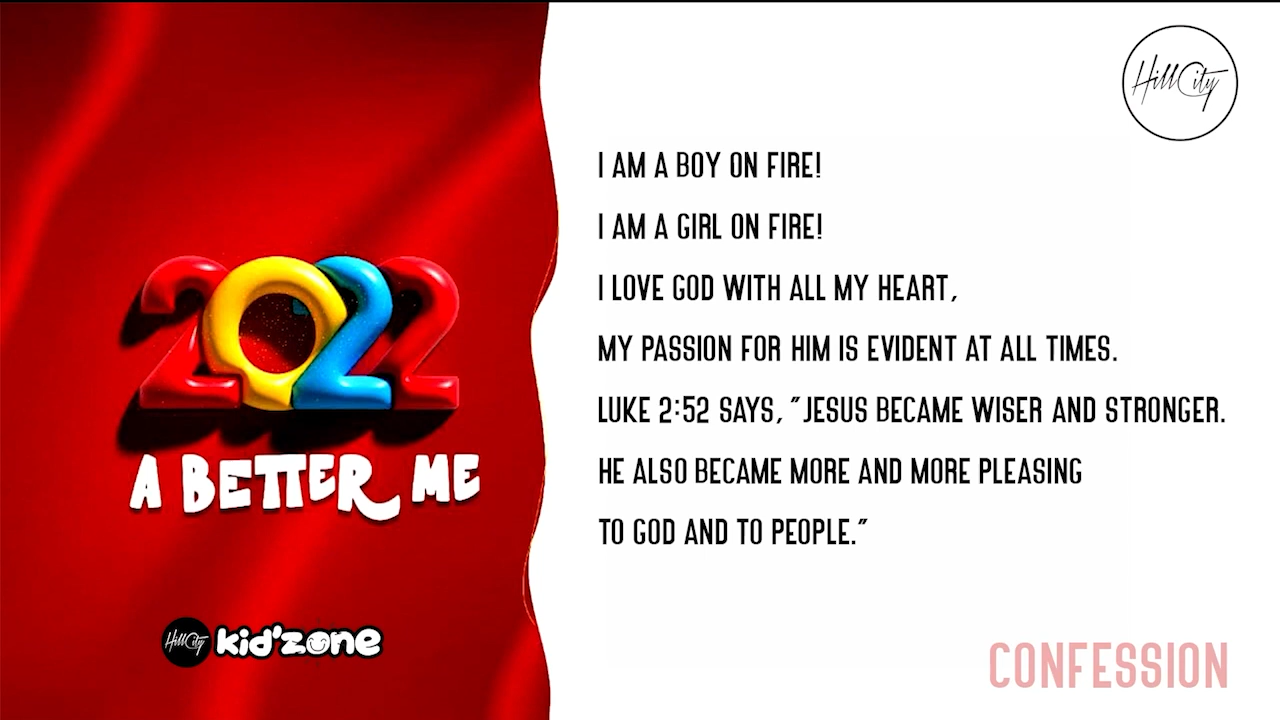 HillCity
I AM A BOY ON FIRE!
I AM A GIRL ON FIRE!
I LOVE GOD WITH ALL MY HEART,
MY PASSION FOR HIM IS EVIDENT AT ALL TIMES.
LUKE 2:52 SAYS, "JESUS BECAME WISER AND STRONGER.
HE ALSO BECAME MORE AND MORE PLEASING
TO GOD AND TO PEOPLE."
2022
A BETTER ME
HillCity kid'zone
CONFESSION